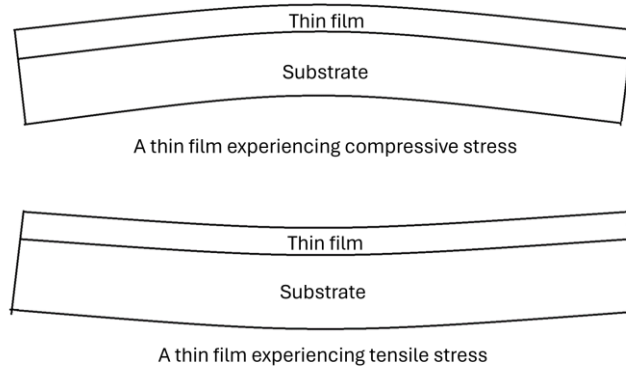 Thin film
Substrate
A thin film experiencing compressive stress
Thin film
Substrate
A thin film experiencing tensile stress